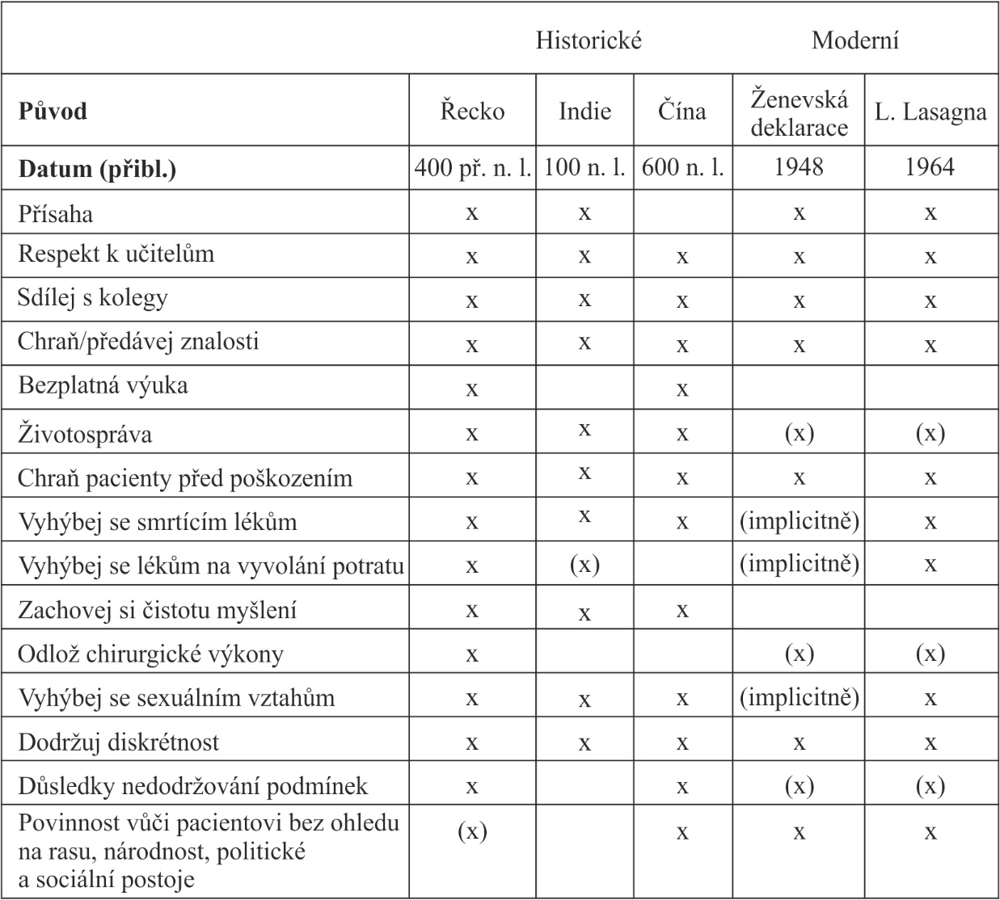 Historické Moderní
Původ Řecko Indie Čína Ženevská deklarace L. Lasagna
Datum (přibl.) 400 př. n. l. 100 n. l. 600 n. l. 1948 1964
Přísaha x x x x
Respekt k učitelům x x x x x
Sdílej s kolegy x x x x x
Chraň/předávej znalosti x x x x x
Bezplatná výuka x x
Životospráva x x x (x) (x)
Chraň pacienty před poškozením x x x x x
Vyhýbej se smrtícím lékům x x x (implicitně) x
Vyhýbej se lékům na vyvolání potratu x (x) (implicitně) x
Zachovej si čistotu myšlení x x x
Odlož chirurgické výkony x (x) (x)
Vyhýbej se sexuálním vztahům x x x (implicitně) x
Dodržuj diskrétnost x x x x x
Důsledky nedodržování podmínek x x (x) (x)
Povinnost vůči pacientovi bez ohledu (x) x x x
na rasu, národnost, politické
a sociální postoje